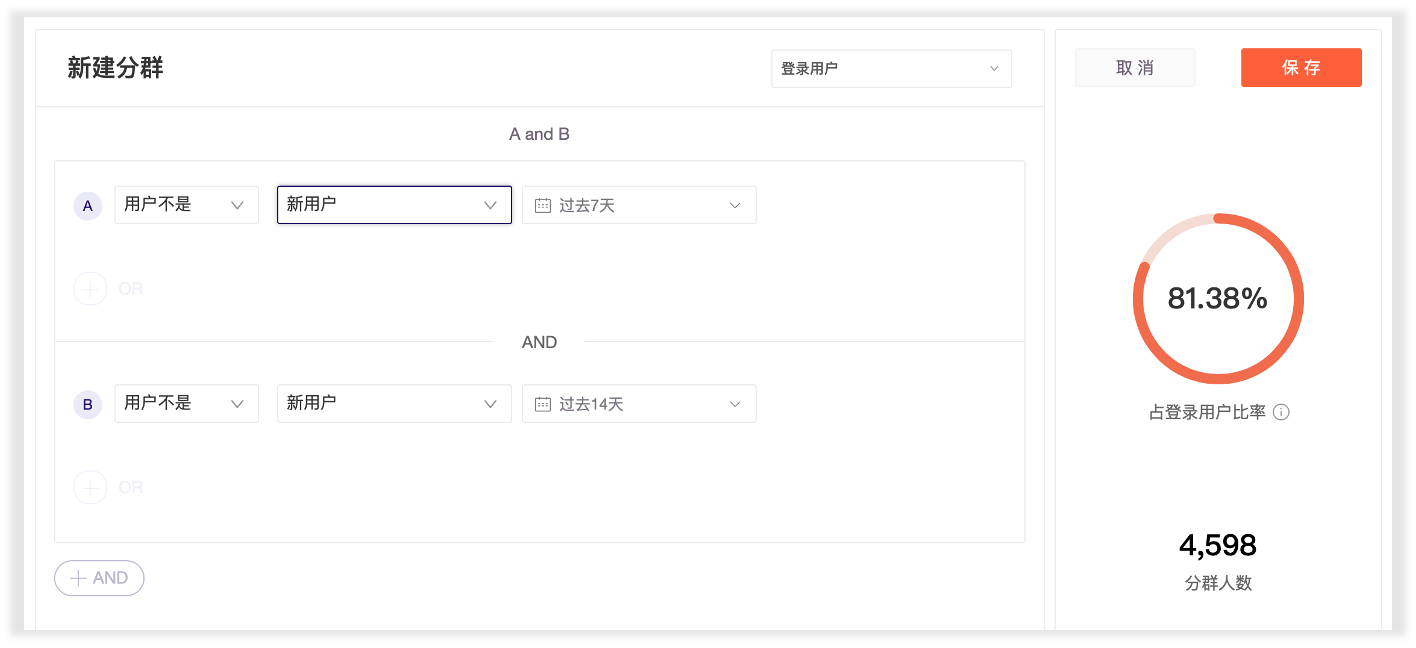 新建分群
登录用户
取 消
保 存
A and B
A 用户不是 新用户 过去7天
OR
AND
B 用户不是 新用户 过去14天
OR
AND
81.38%
占登录用户比率
4,598
分群人数